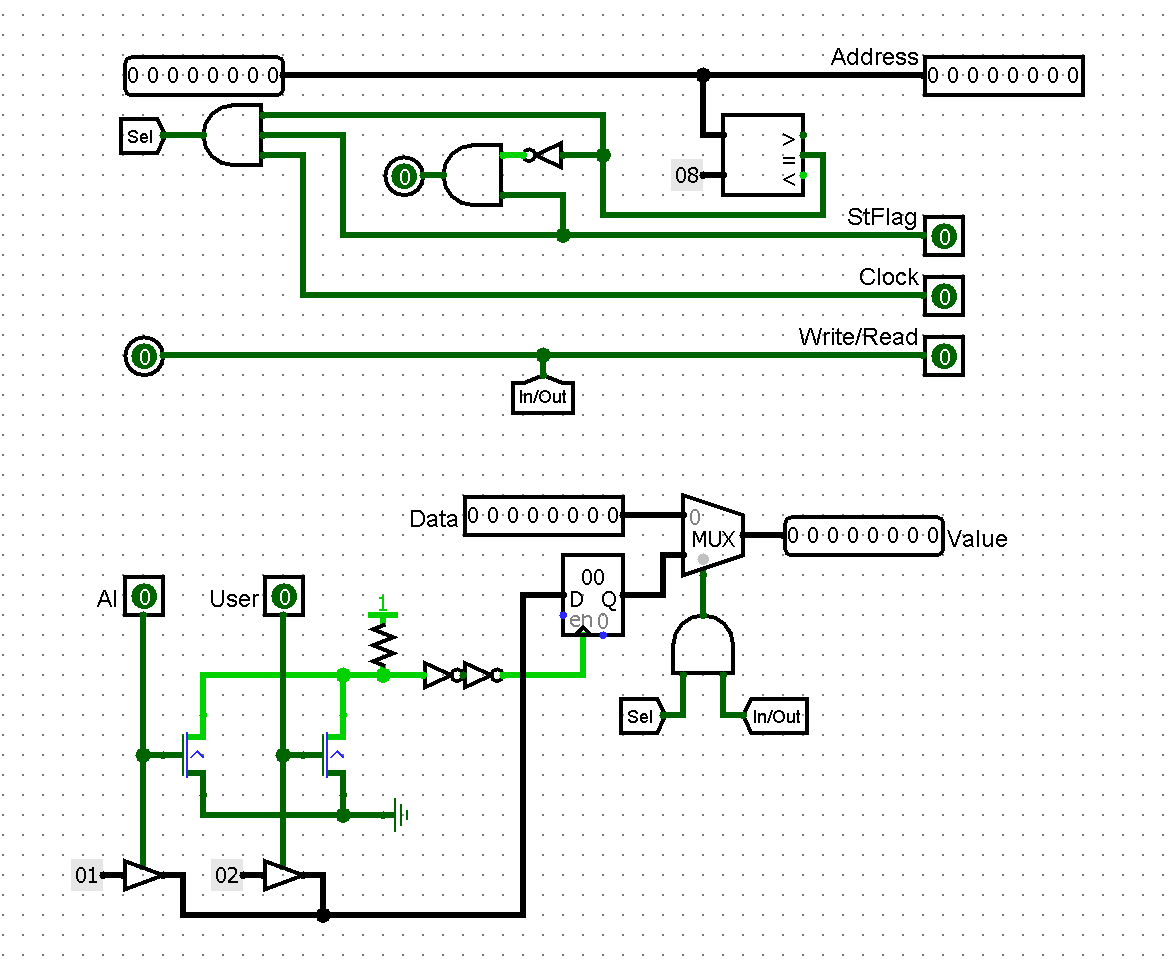 Address
0 0 0 0 0 0 0 0
0 0 0 0 0 0 0 0
Sel
0
08
> = <
StFlag
0
Clock
0
Write/Read
0
0
In/Out
Data
0 0 0 0 0 0 0 0
0
MUX
0 0 0 0 0 0 0 0
Value
AI
0
User
0
1
00
D Q
en 0
Sel
In/Out
01
02